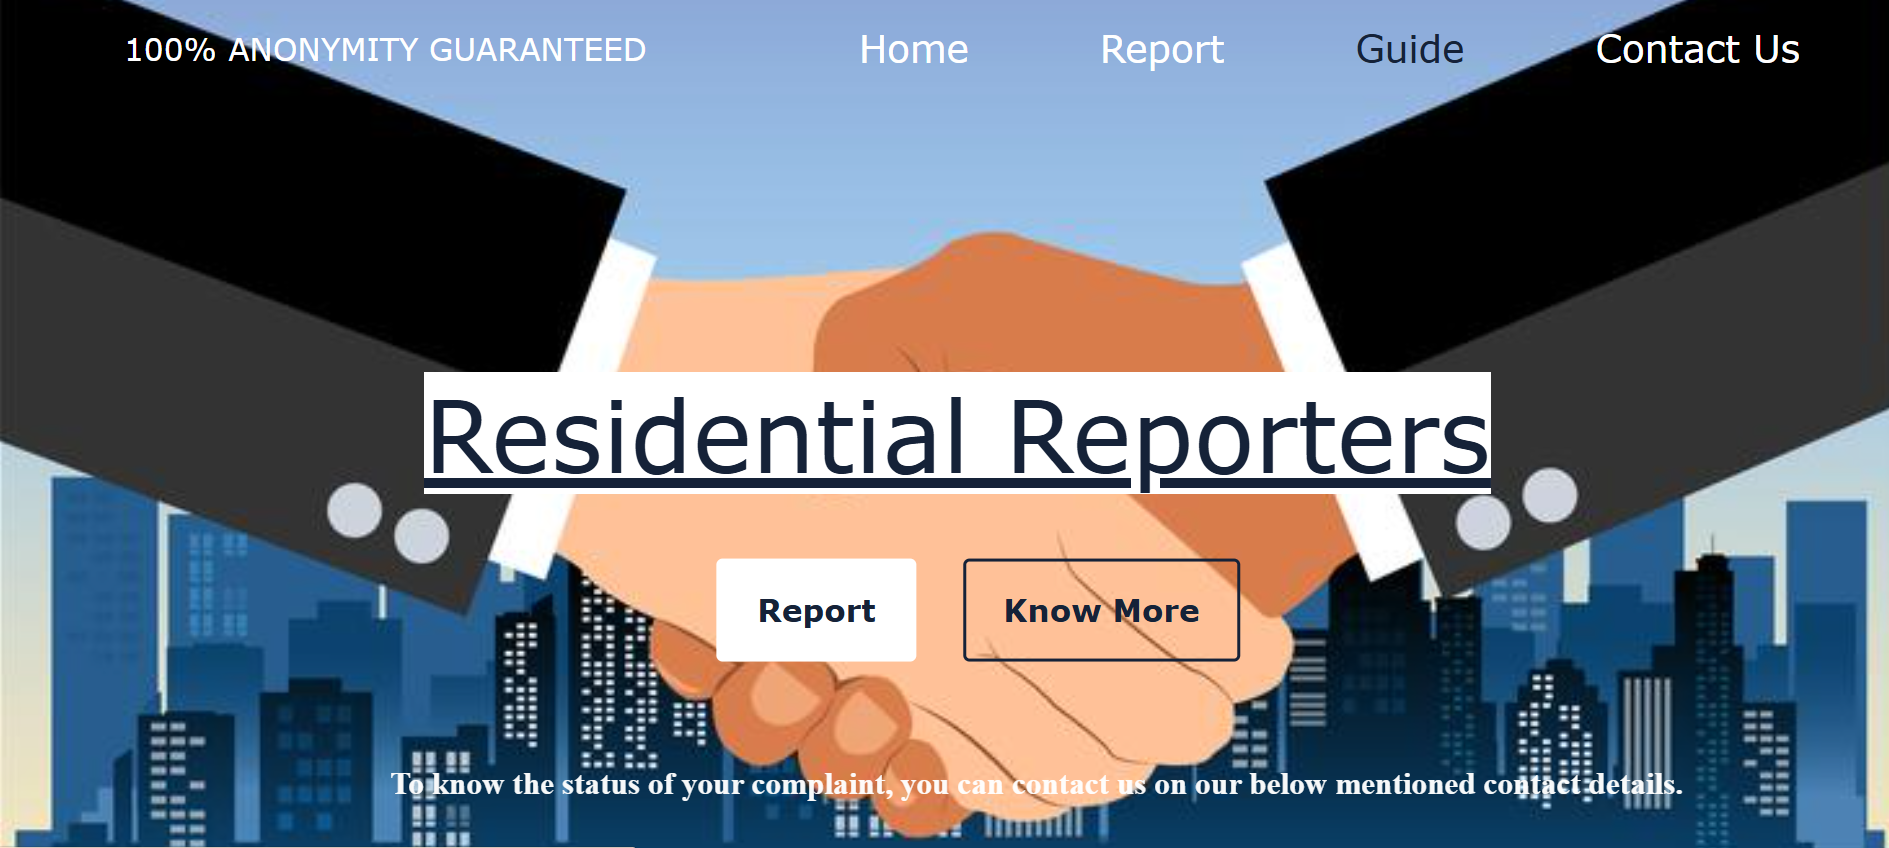 100% ANONYMITY GUARANTEED
Home
Report
Guide
Contact Us
Residential Reporters
Report
Know More
To know the status of your complaint, you can contact us on our below mentioned contact details.